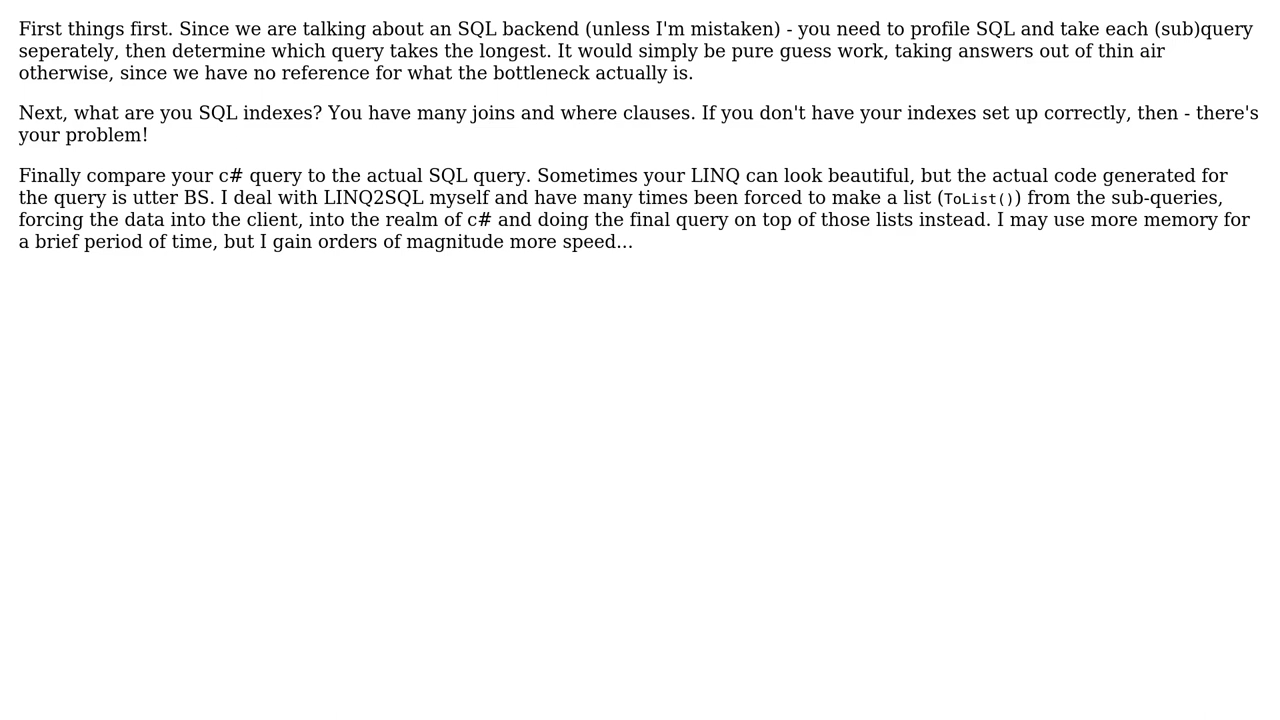 First things first. Since we are talking about an SQL backend (unless I'm mistaken) - you need to profile SQL and take each (sub)query
seperately, then determine which query takes the longest. It would simply be pure guess work, taking answers out of thin air
otherwise, since we have no reference for what the bottleneck actually is.
Next, what are you SQL indexes? You have many joins and where clauses. If you don't have your indexes set up correctly, then - there's
your problem!
Finally compare your c# query to the actual SQL query. Sometimes your LINQ can look beautiful, but the actual code generated for
the query is utter BS. I deal with LINQ2SQL myself and have many times been forced to make a list (ToList()) from the sub-queries,
forcing the data into the client, into the realm of c# and doing the final query on top of those lists instead. I may use more memory for
a brief period of time, but I gain orders of magnitude more speed...